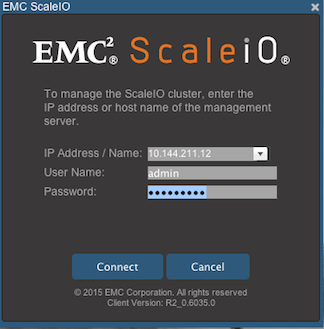 EMC ScaleIO
EMC²® ScaleiO®
To manage the ScaleIO cluster, enter the
IP address or host name of the management
server.
IP Address / Name: 10.144.211.12
User Name: admin
Password: •••••••••
Connect Cancel
© 2015 EMC Corporation. All rights reserved
Client Version: R2_0.6035.0